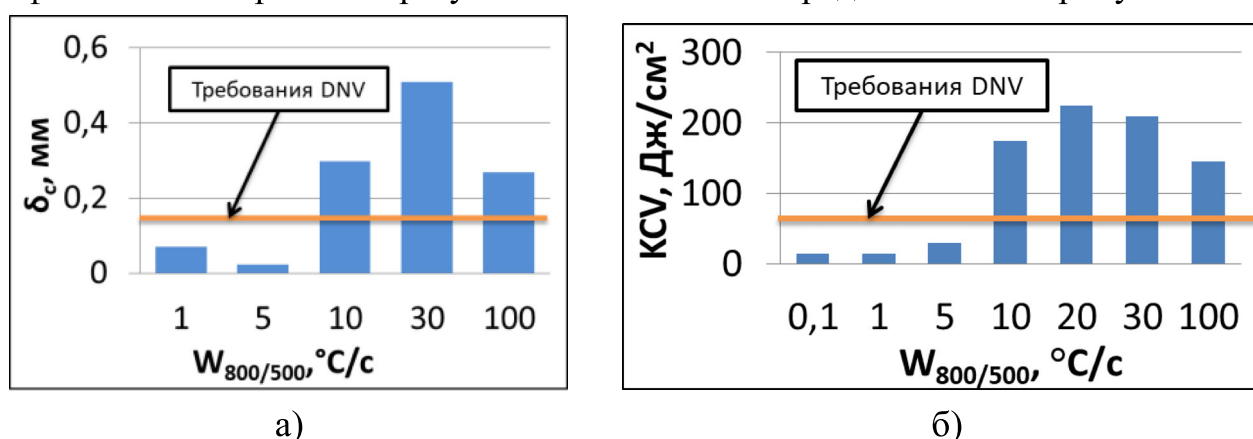 0,6
0,4
0,2
0
δc, мм
Требования DNV
1 5 10 30 100
W800/500,°C/с
а)
300
200
100
0
KCV, Дж/см²
Требования DNV
0,1 1 5 10 20 30 100
W800/500, °C/с
б)